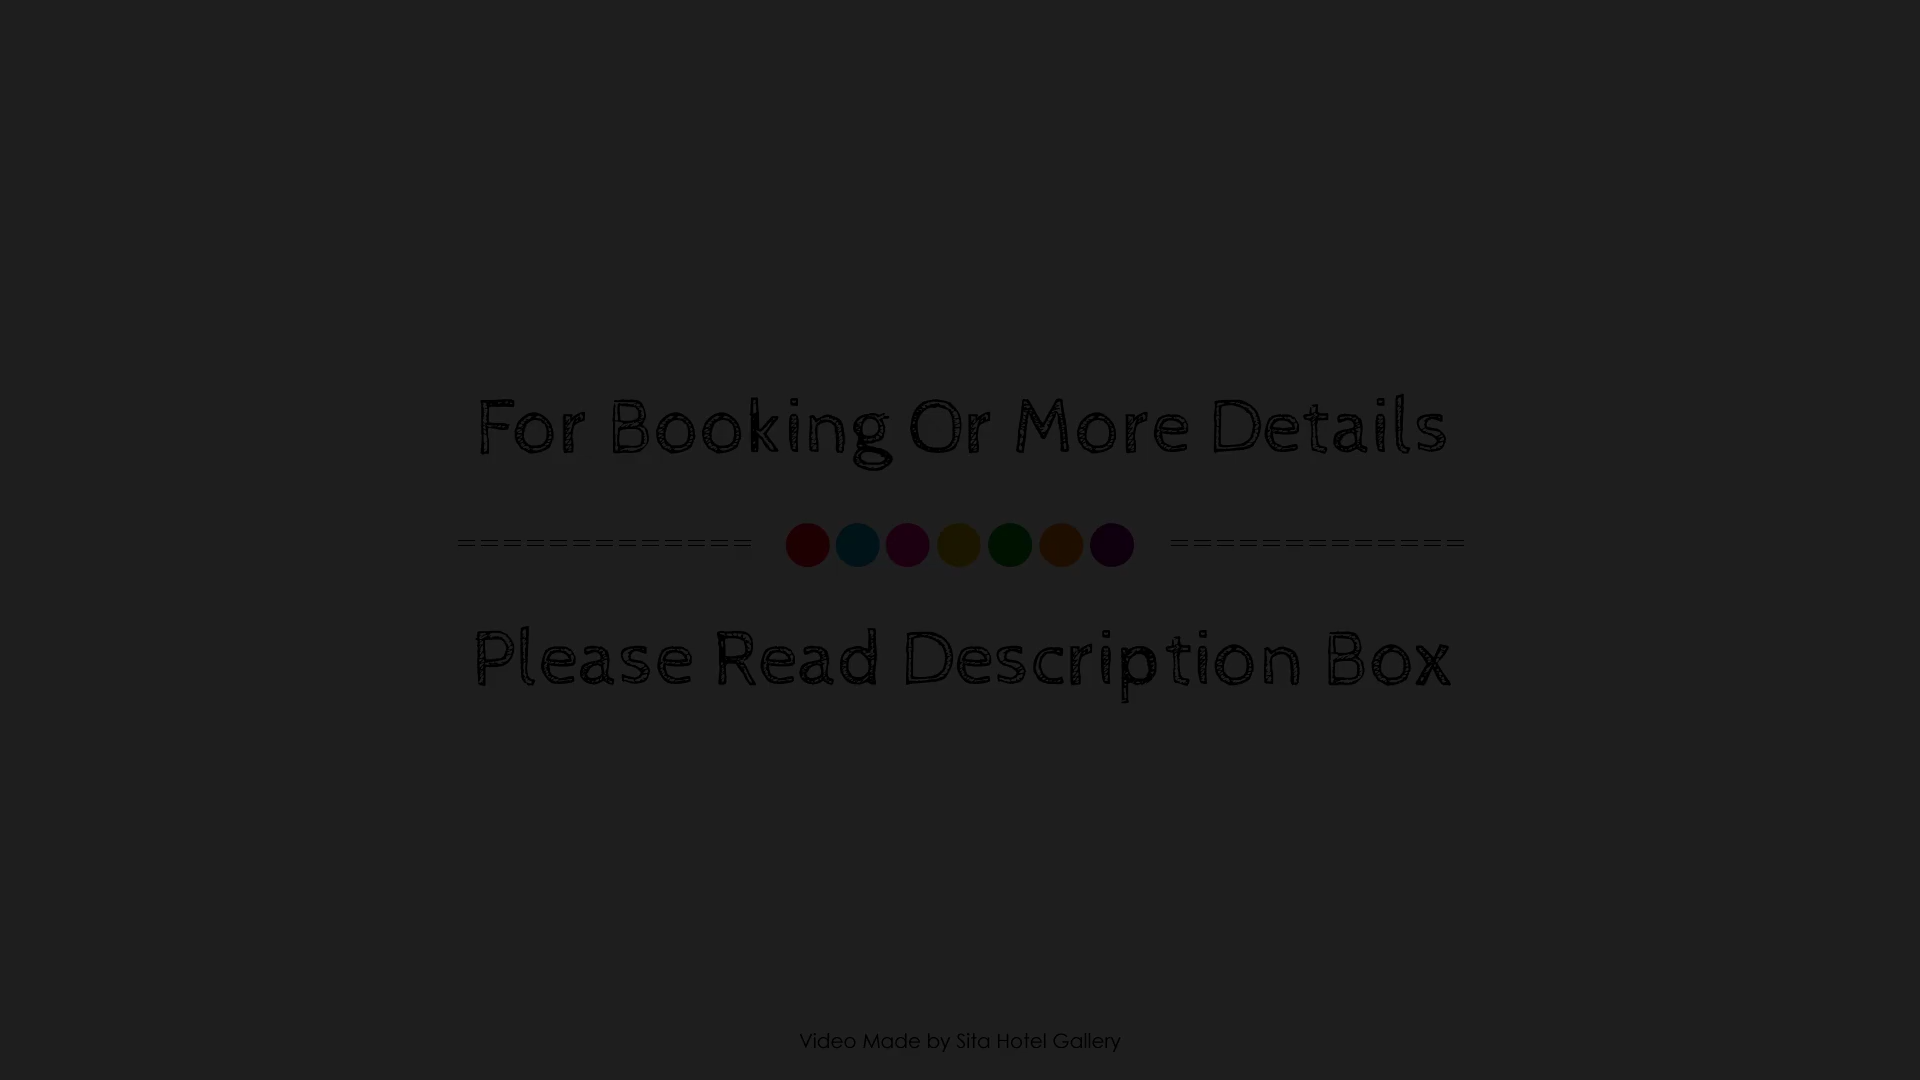 For Booking Or More Details
============= =============
Please Read Description Box
Video Made by Sita Hotel Gallery